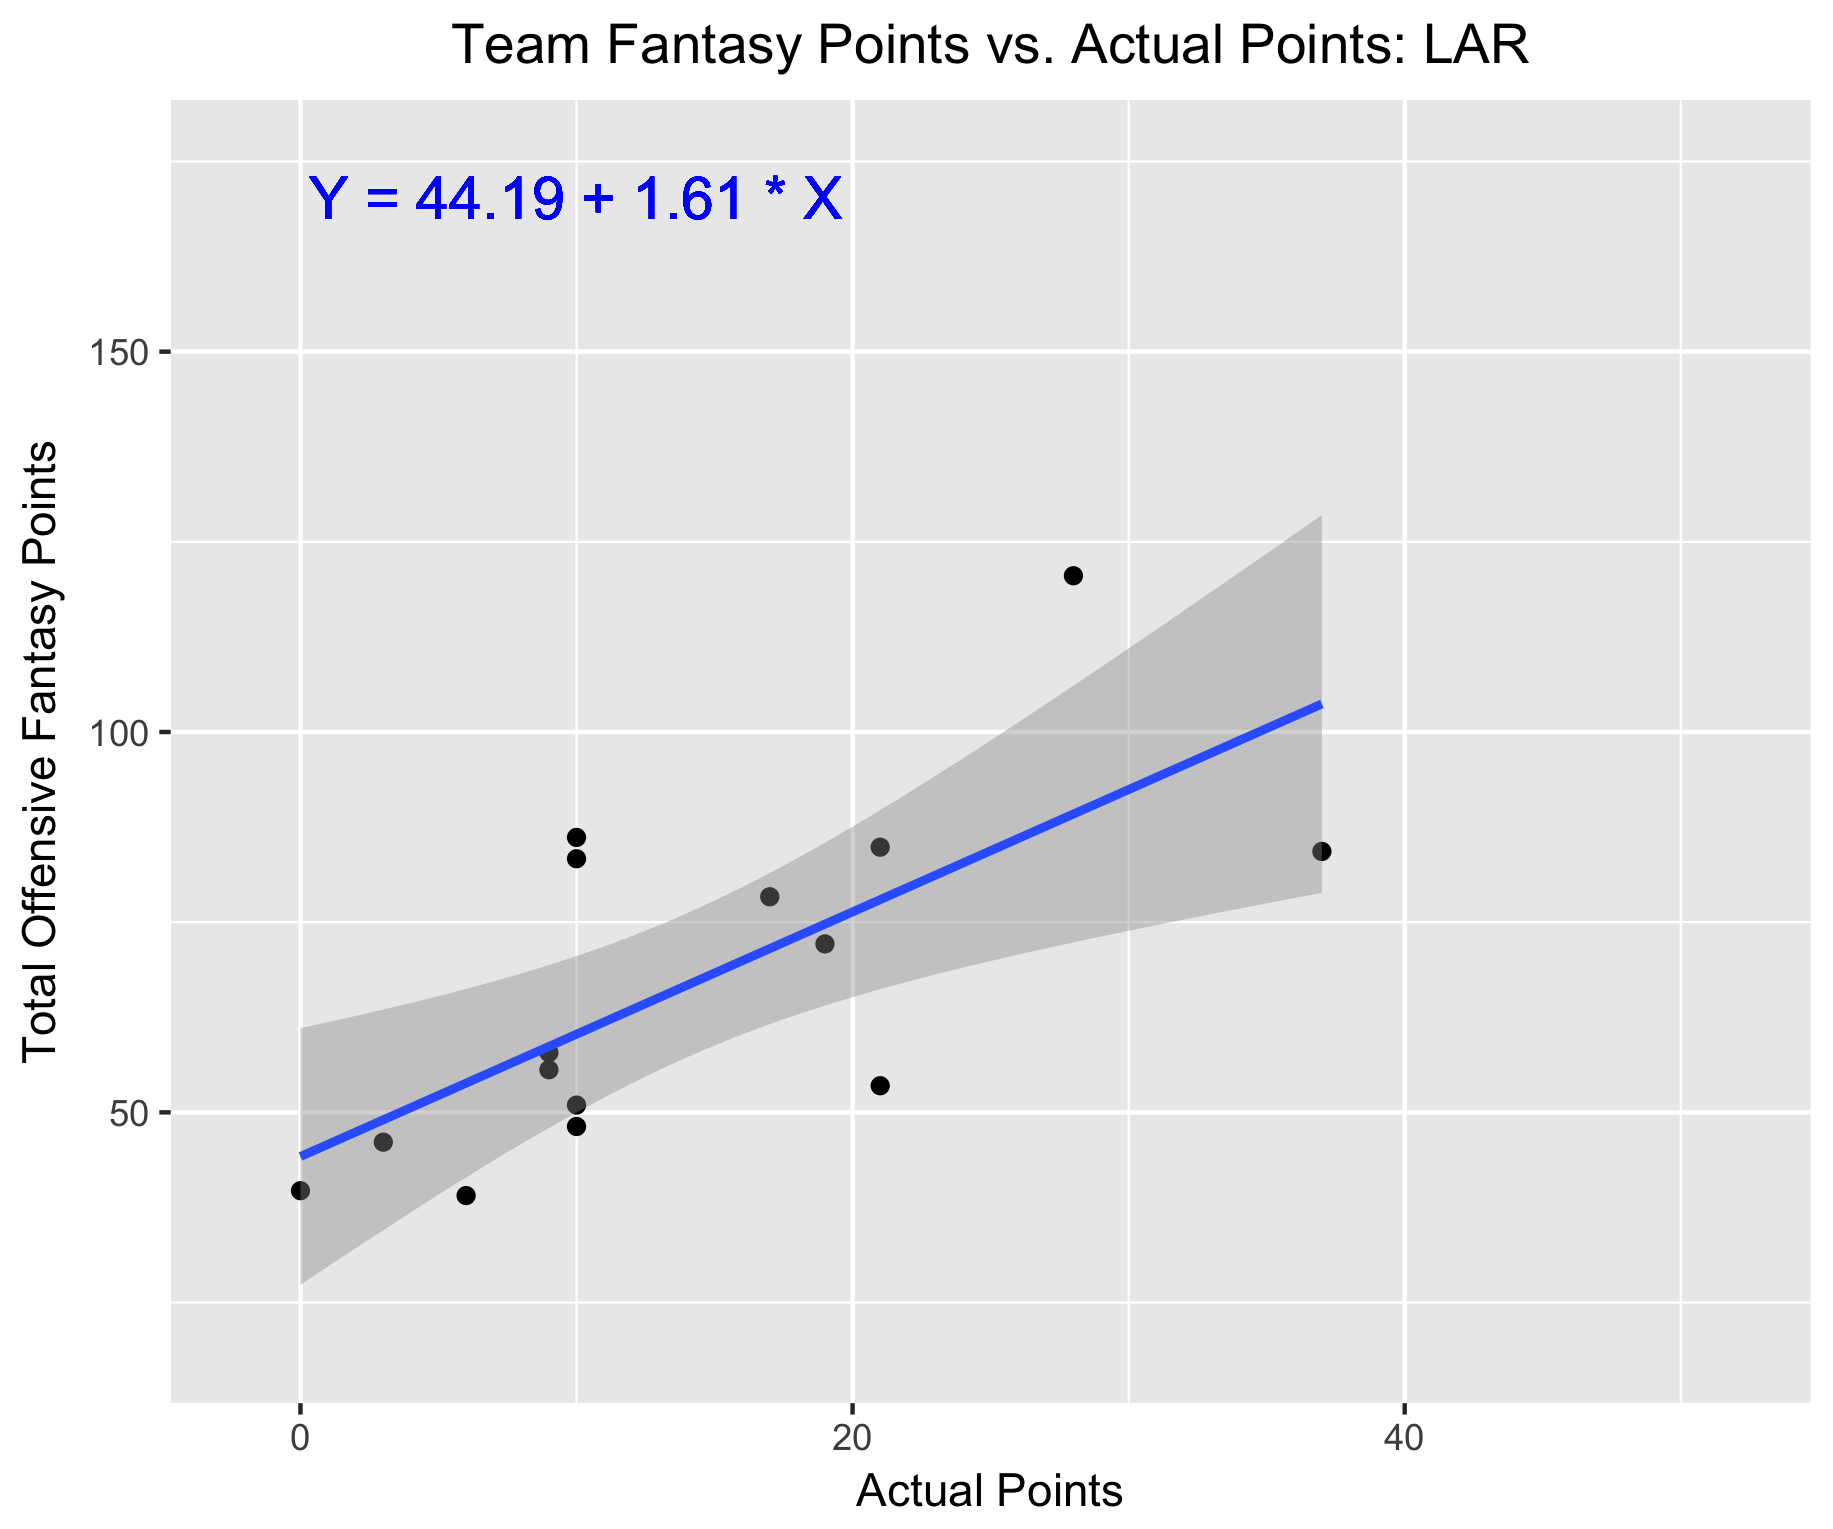 Team Fantasy Points vs. Actual Points: LAR
Y = 44.19 + 1.61 * X
Total Offensive Fantasy Points
150
100
50
0
20
40
Actual Points